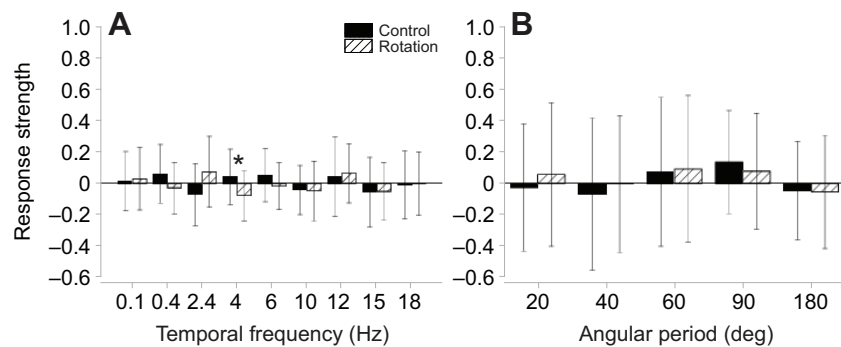 A
B
Control
Rotation
Response strength
1.0
0.8
0.6
0.4
0.2
0
–0.2
–0.4
–0.6
0.1 0.4 2.4 4 6 10 12 15 18
Temporal frequency (Hz)
*
1.0
0.8
0.6
0.4
0.2
0
–0.2
–0.4
–0.6
20 40 60 90 180
Angular period (deg)